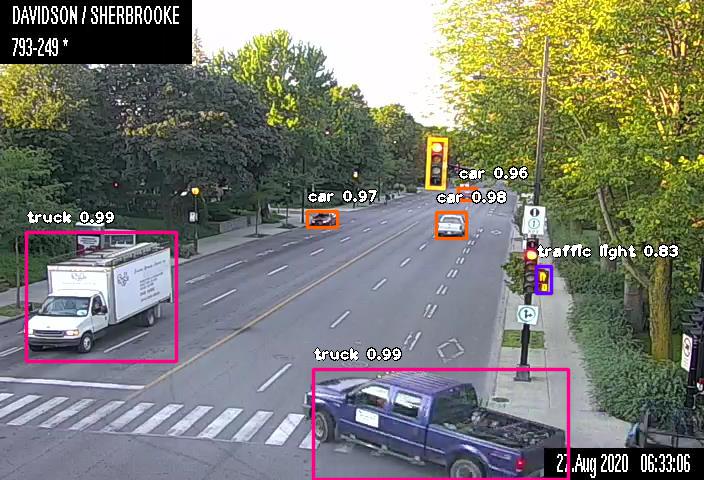 DAVIDSON / SHERBROOKE
793-249 *
car 0.96
car 0.97
car 0.98
truck 0.99
traffic light 0.83
truck 0.99
27.Aug 2020 06:33:06